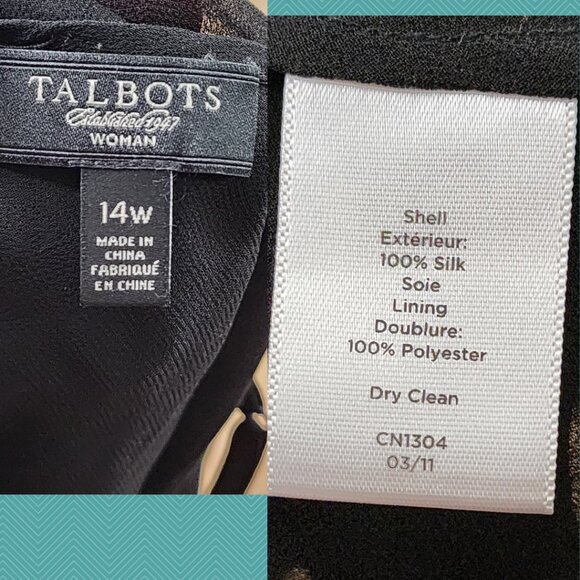 TALBOTS
Established 1947
WOMAN
14W
MADE IN
CHINA
FABRIQUÉ
EN CHINE
Shell
Extérieur:
100% Silk
Soie
Lining
Doublure:
100% Polyester
Dry Clean
CN1304
03/11